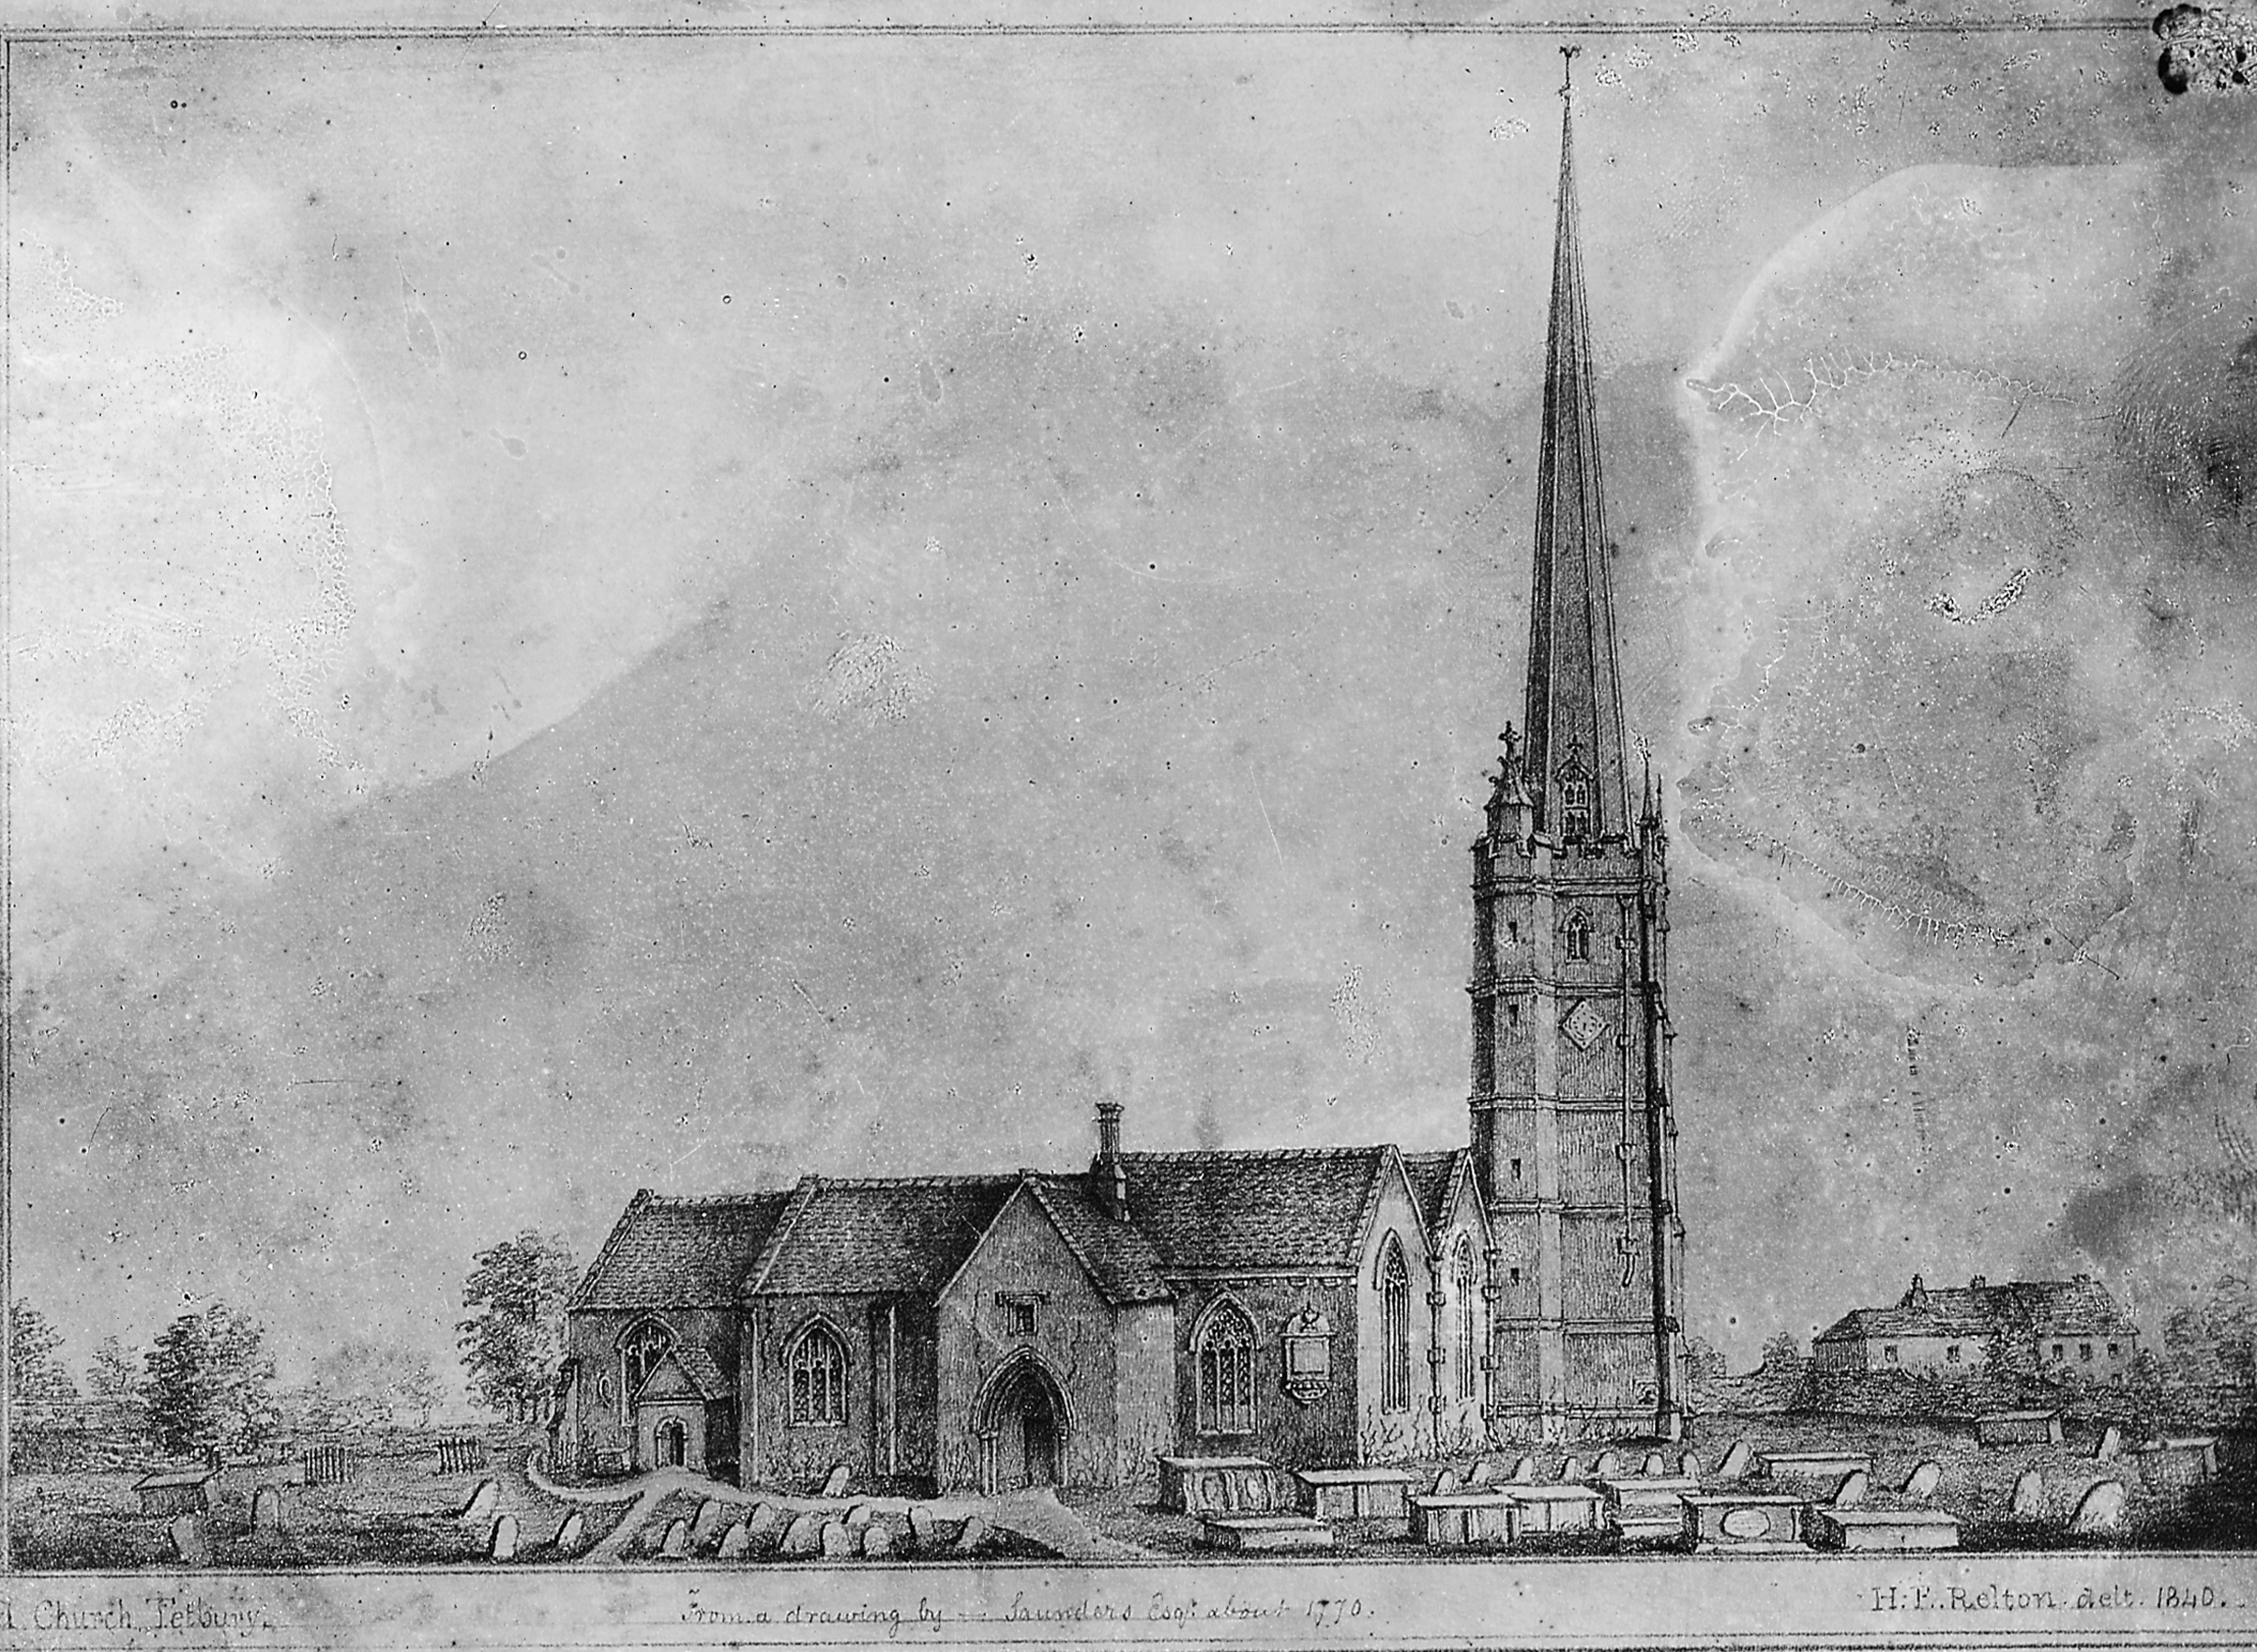 Church, Tetbury.
From a drawing by — Saunders Esqr. about 1770.
H. F. Relton. delt. 1840.